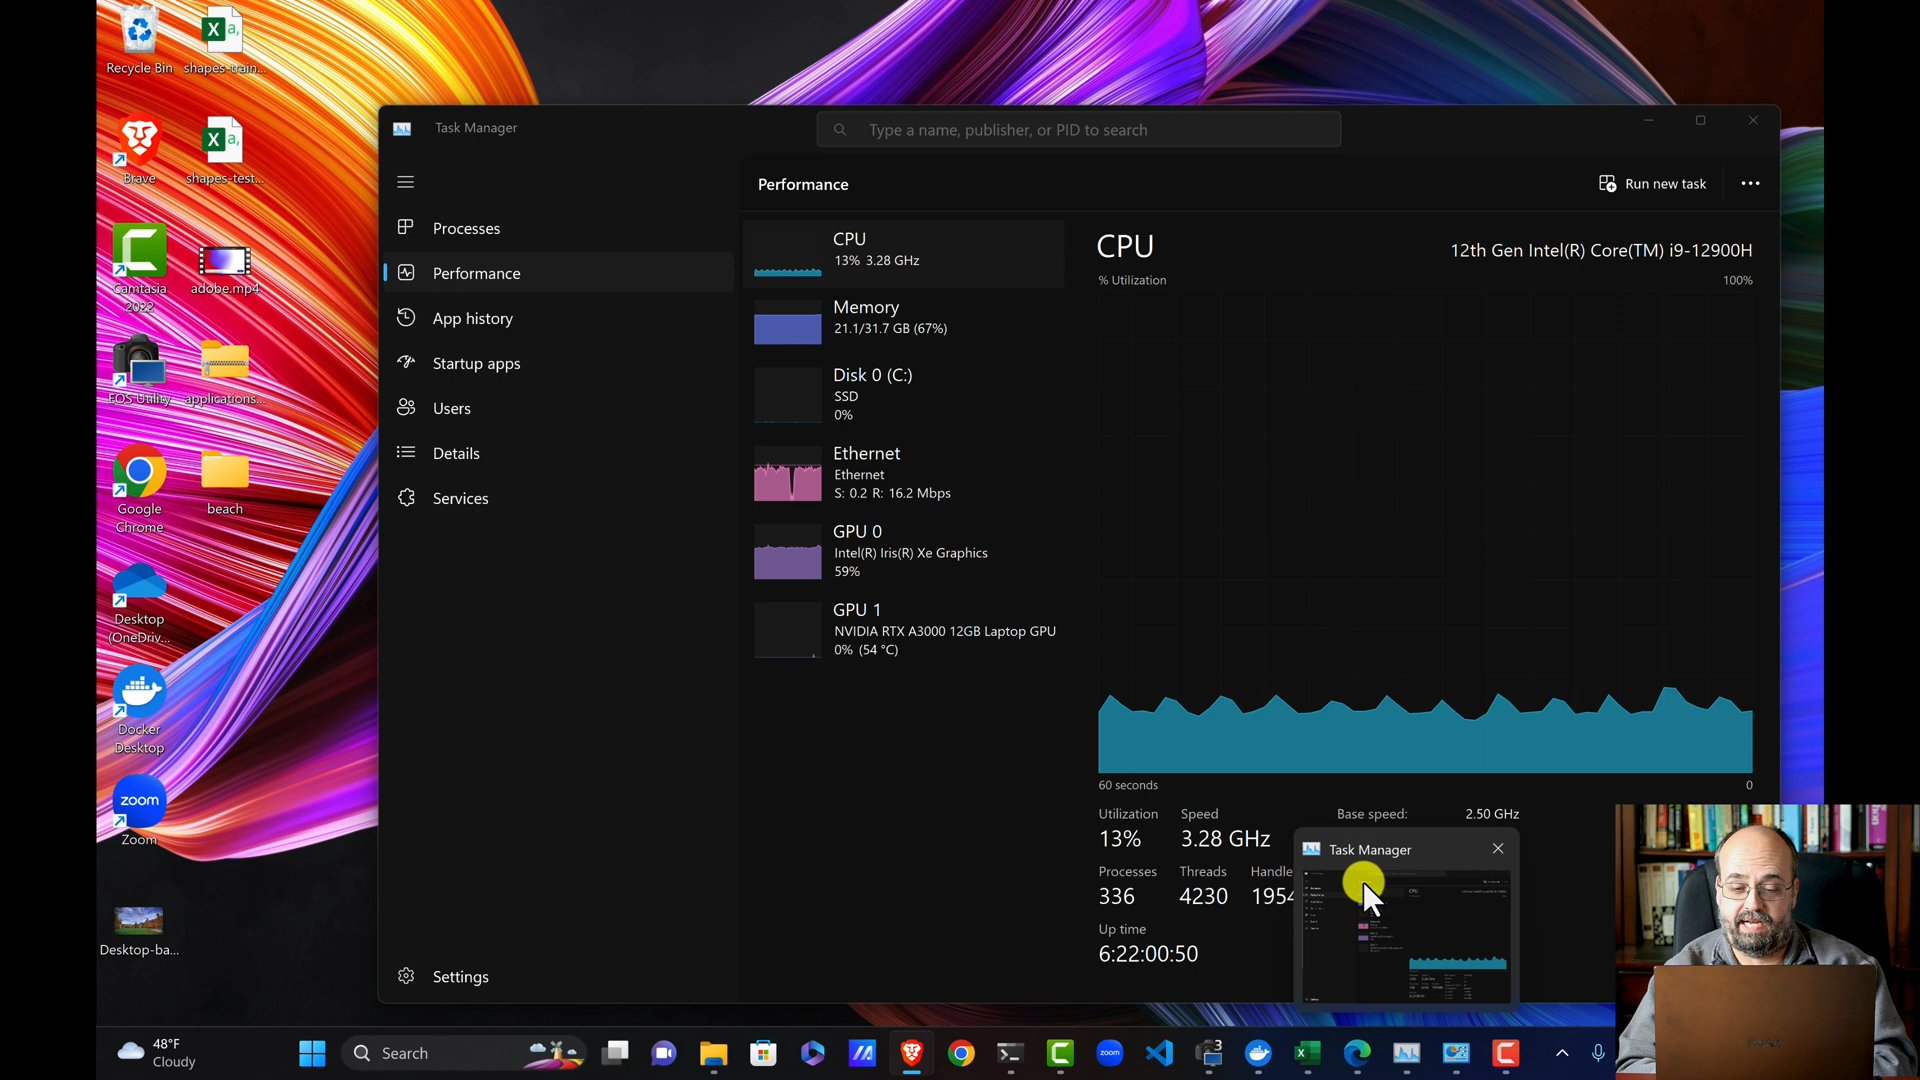 Recycle Bin
shapes-train...
Brave
shapes-test...
Camtasia
2022
adobe.mp4
EOS Utility
applications...
Google
Chrome
beach
Desktop
(OneDriv...
Docker
Desktop
zoom
Zoom
Desktop-ba...
Task Manager
Type a name, publisher, or PID to search
Processes
Performance
App history
Startup apps
Users
Details
Services
Settings
Performance
Run new task
CPU
13% 3.28 GHz
Memory
21.1/31.7 GB (67%)
Disk 0 (C:)
SSD
0%
Ethernet
Ethernet
S: 0.2 R: 16.2 Mbps
GPU 0
Intel(R) Iris(R) Xe Graphics
59%
GPU 1
NVIDIA RTX A3000 12GB Laptop GPU
0% (54 °C)
CPU
12th Gen Intel(R) Core(TM) i9-12900H
% Utilization
100%
60 seconds
0
Utilization
13%
Speed
3.28 GHz
Base speed:
2.50 GHz
Processes
336
Threads
4230
Handle
1954
Up time
6:22:00:50
Task Manager
48°F
Cloudy
Search
zoom